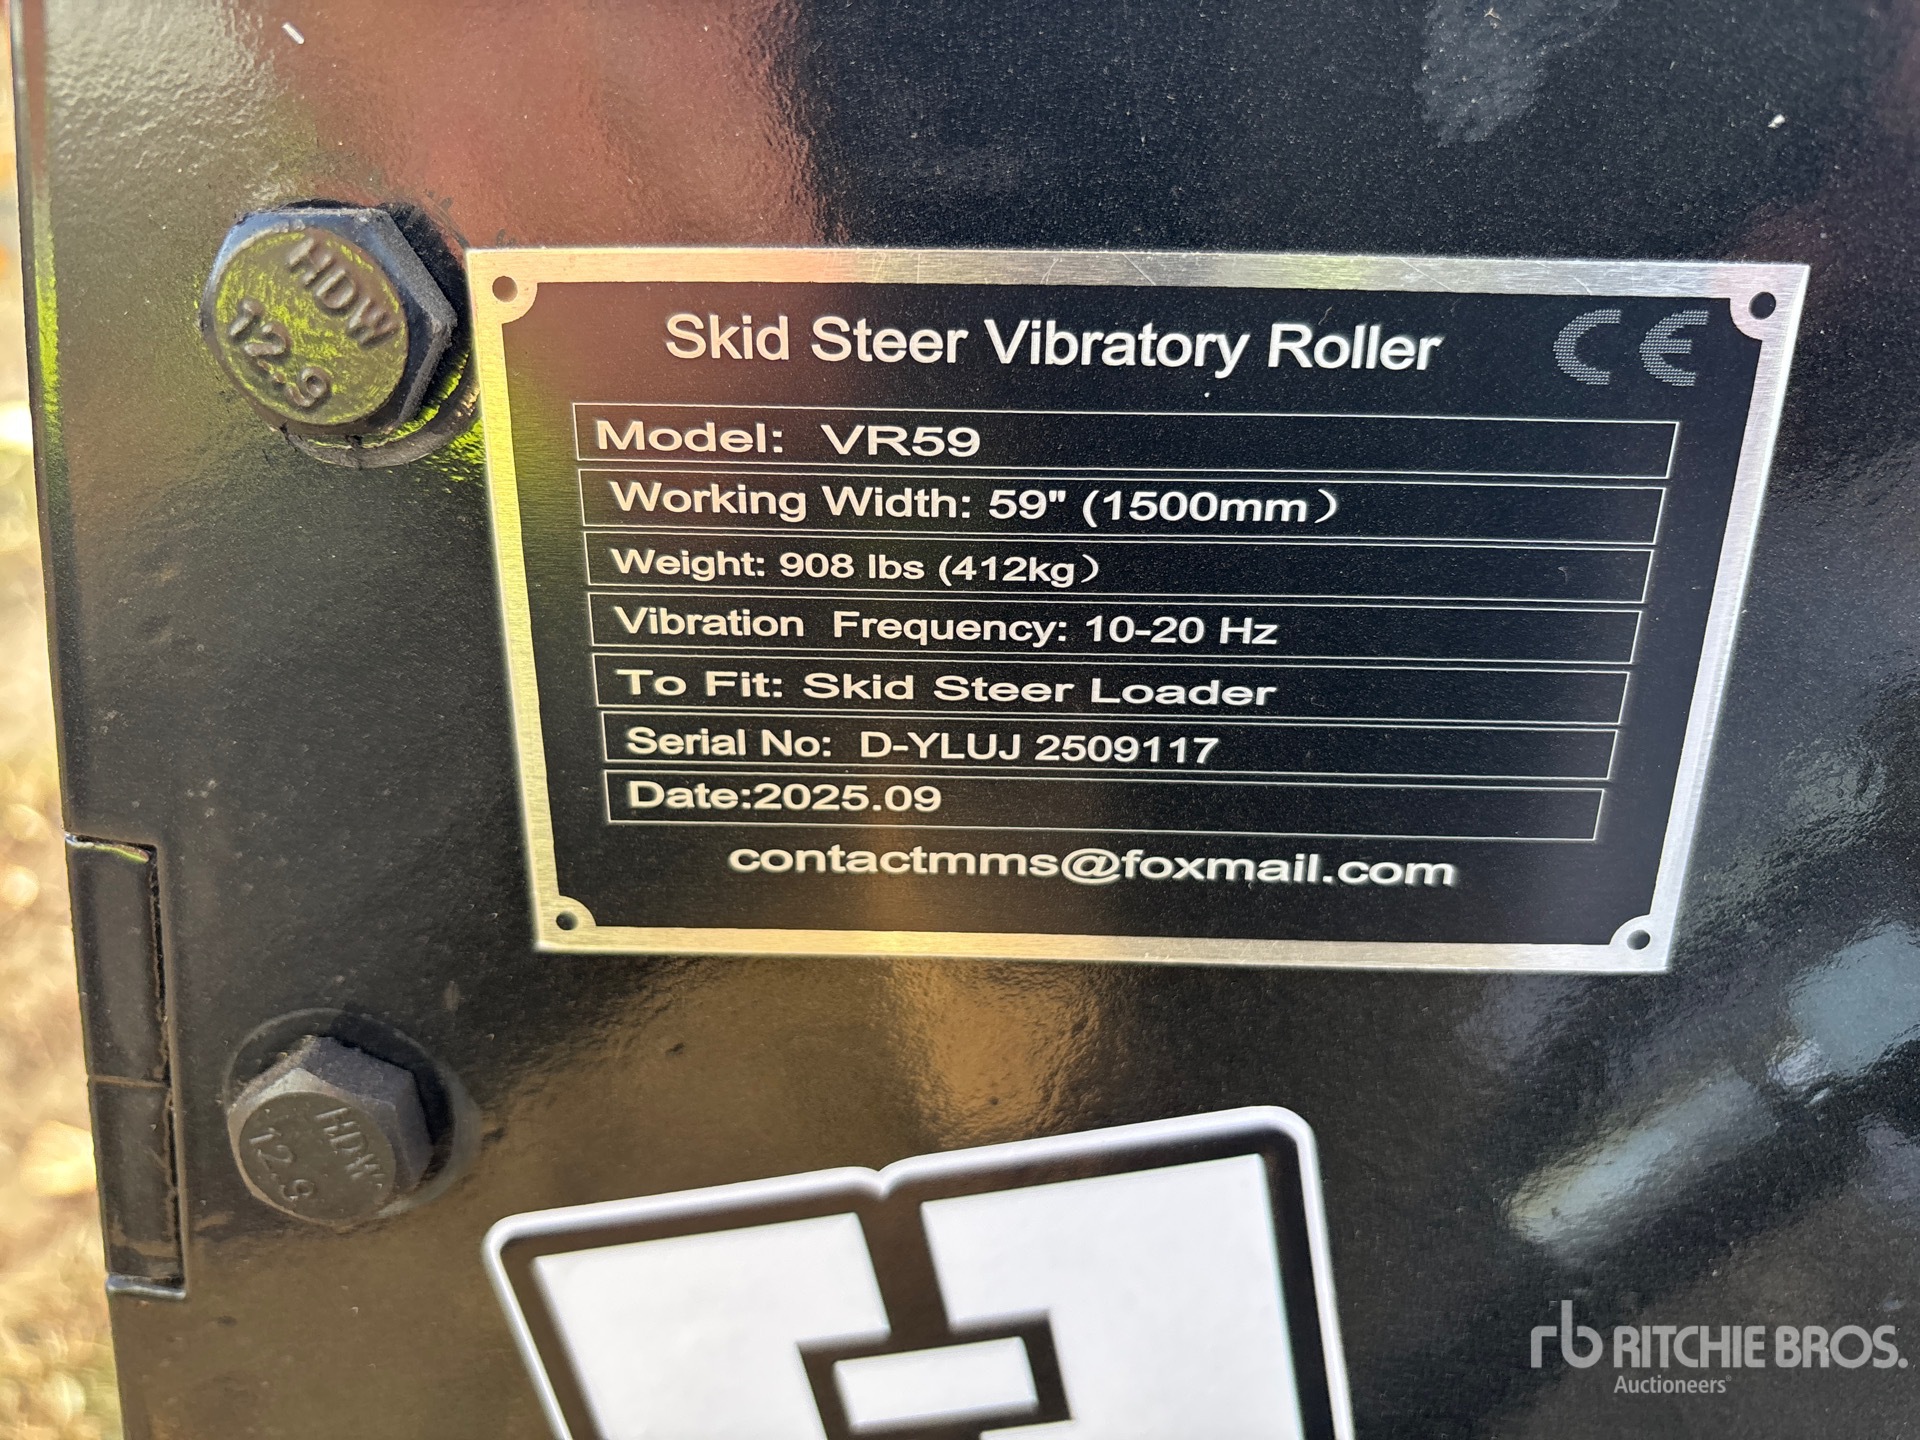 HDW
12.9
Skid Steer Vibratory Roller CE
Model: VR59
Working Width: 59" (1500mm）
Weight: 908 lbs (412kg）
Vibration Frequency: 10-20 Hz
To Fit: Skid Steer Loader
Serial No: D-YLUJ 2509117
Date:2025.09
contactmms@foxmail.com
HDW
12.9
rb RITCHIE BROS.
Auctioneers